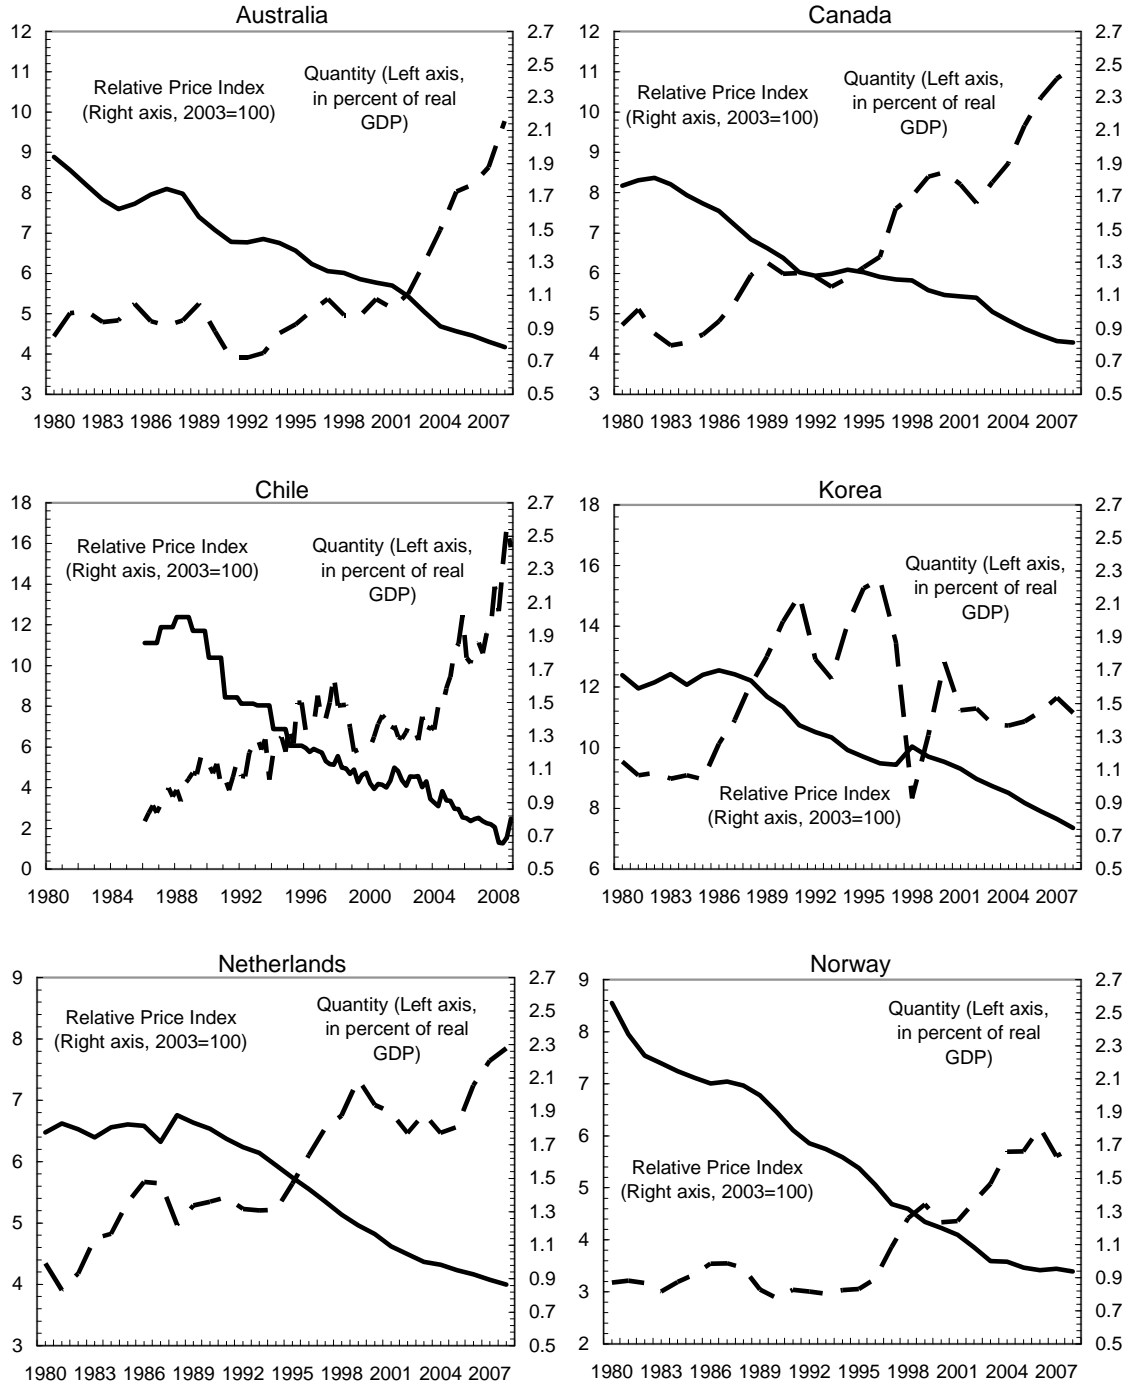 Australia
12
11
10
9
8
7
6
5
4
3
2.7
2.5
2.3
2.1
1.9
1.7
1.5
1.3
1.1
0.9
0.7
0.5
Relative Price Index
(Right axis, 2003=100)
Quantity (Left axis,
in percent of real
GDP)
1980 1983 1986 1989 1992 1995 1998 2001 2004 2007
Canada
12
11
10
9
8
7
6
5
4
3
2.7
2.5
2.3
2.1
1.9
1.7
1.5
1.3
1.1
0.9
0.7
0.5
Relative Price Index
(Right axis, 2003=100)
Quantity (Left axis,
in percent of real
GDP)
1980 1983 1986 1989 1992 1995 1998 2001 2004 2007
Chile
18
16
14
12
10
8
6
4
2
0
2.7
2.5
2.3
2.1
1.9
1.7
1.5
1.3
1.1
0.9
0.7
0.5
Relative Price Index
(Right axis, 2003=100)
Quantity (Left axis,
in percent of real
GDP)
1980 1984 1988 1992 1996 2000 2004 2008
Korea
18
16
14
12
10
8
6
2.7
2.5
2.3
2.1
1.9
1.7
1.5
1.3
1.1
0.9
0.7
0.5
Quantity (Left axis,
in percent of real
GDP)
Relative Price Index
(Right axis, 2003=100)
1980 1983 1986 1989 1992 1995 1998 2001 2004 2007
Netherlands
9
8
7
6
5
4
3
2.7
2.5
2.3
2.1
1.9
1.7
1.5
1.3
1.1
0.9
0.7
0.5
Relative Price Index
(Right axis, 2003=100)
Quantity (Left axis,
in percent of real
GDP)
1980 1983 1986 1989 1992 1995 1998 2001 2004 2007
Norway
9
8
7
6
5
4
3
2
2.7
2.5
2.3
2.1
1.9
1.7
1.5
1.3
1.1
0.9
0.7
0.5
Quantity (Left axis,
in percent of real
GDP)
Relative Price Index
(Right axis, 2003=100)
1980 1983 1986 1989 1992 1995 1998 2001 2004 2007